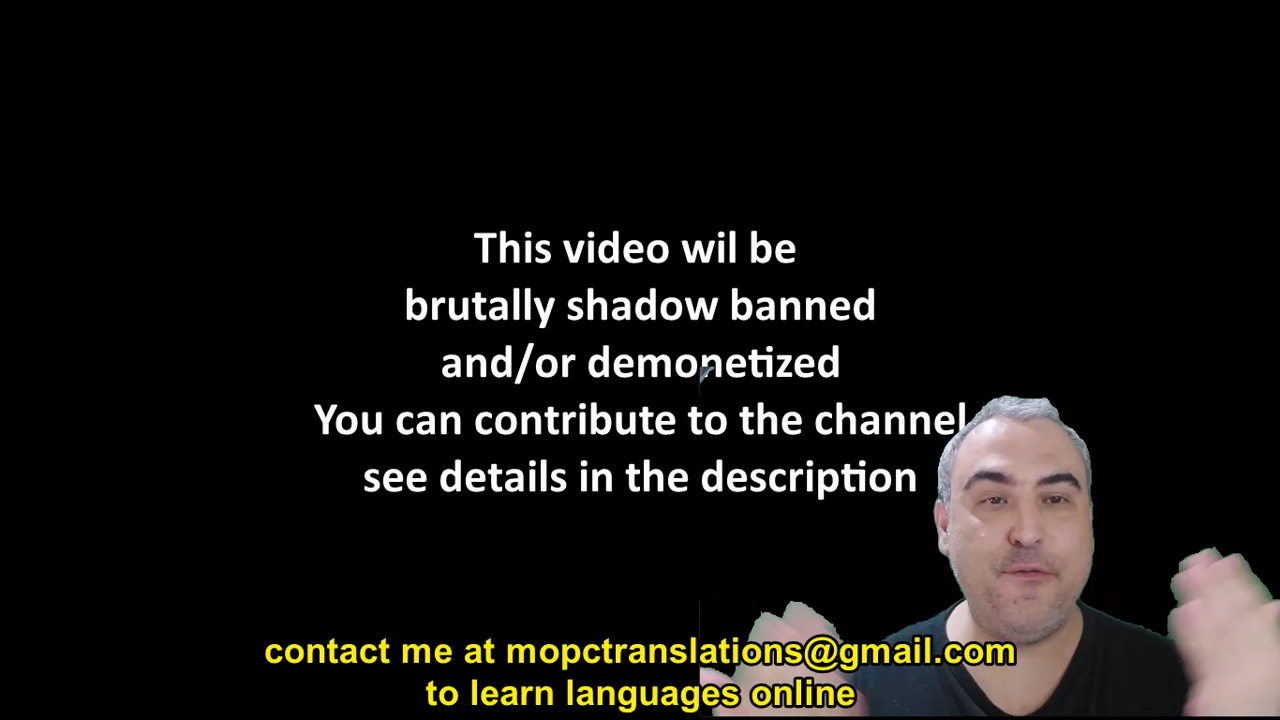 This video wil be
brutally shadow banned
and/or demonetized
You can contribute to the channel
see details in the description
contact me at mopctranslations@gmail.com
to learn languages online